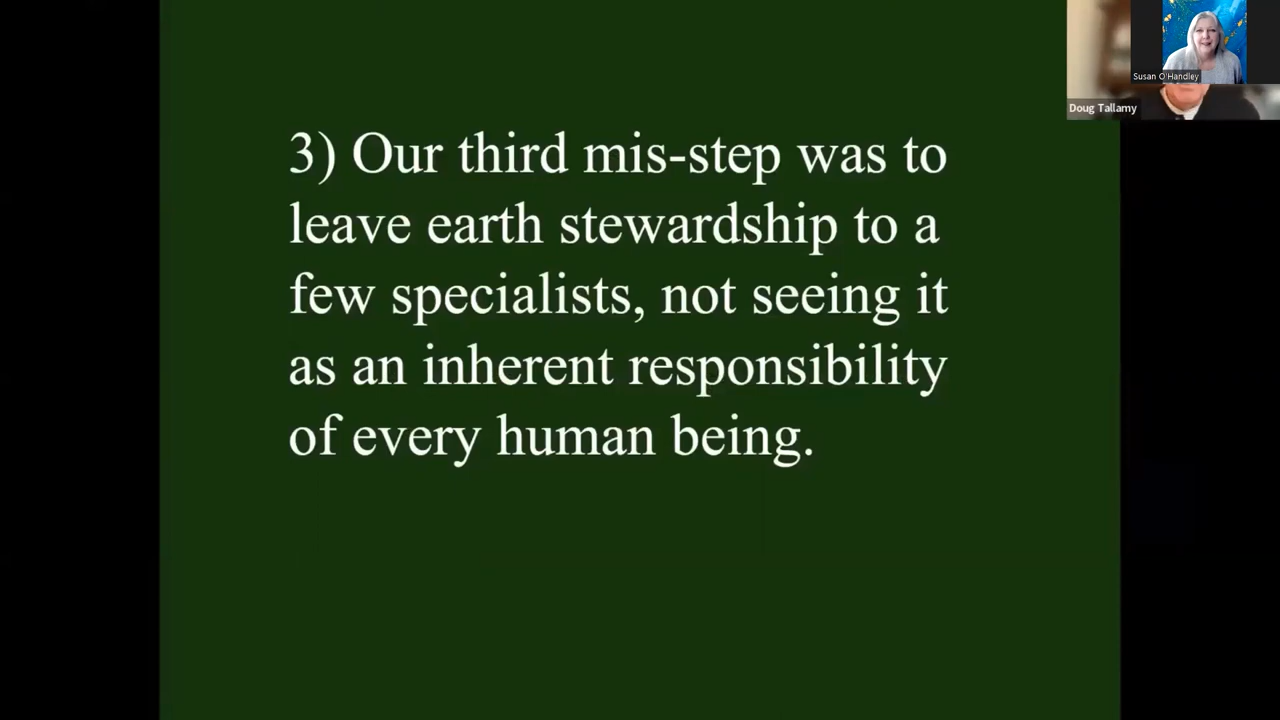 Susan O'Handley
Doug Tallamy
3) Our third mis-step was to
leave earth stewardship to a
few specialists, not seeing it
as an inherent responsibility
of every human being.